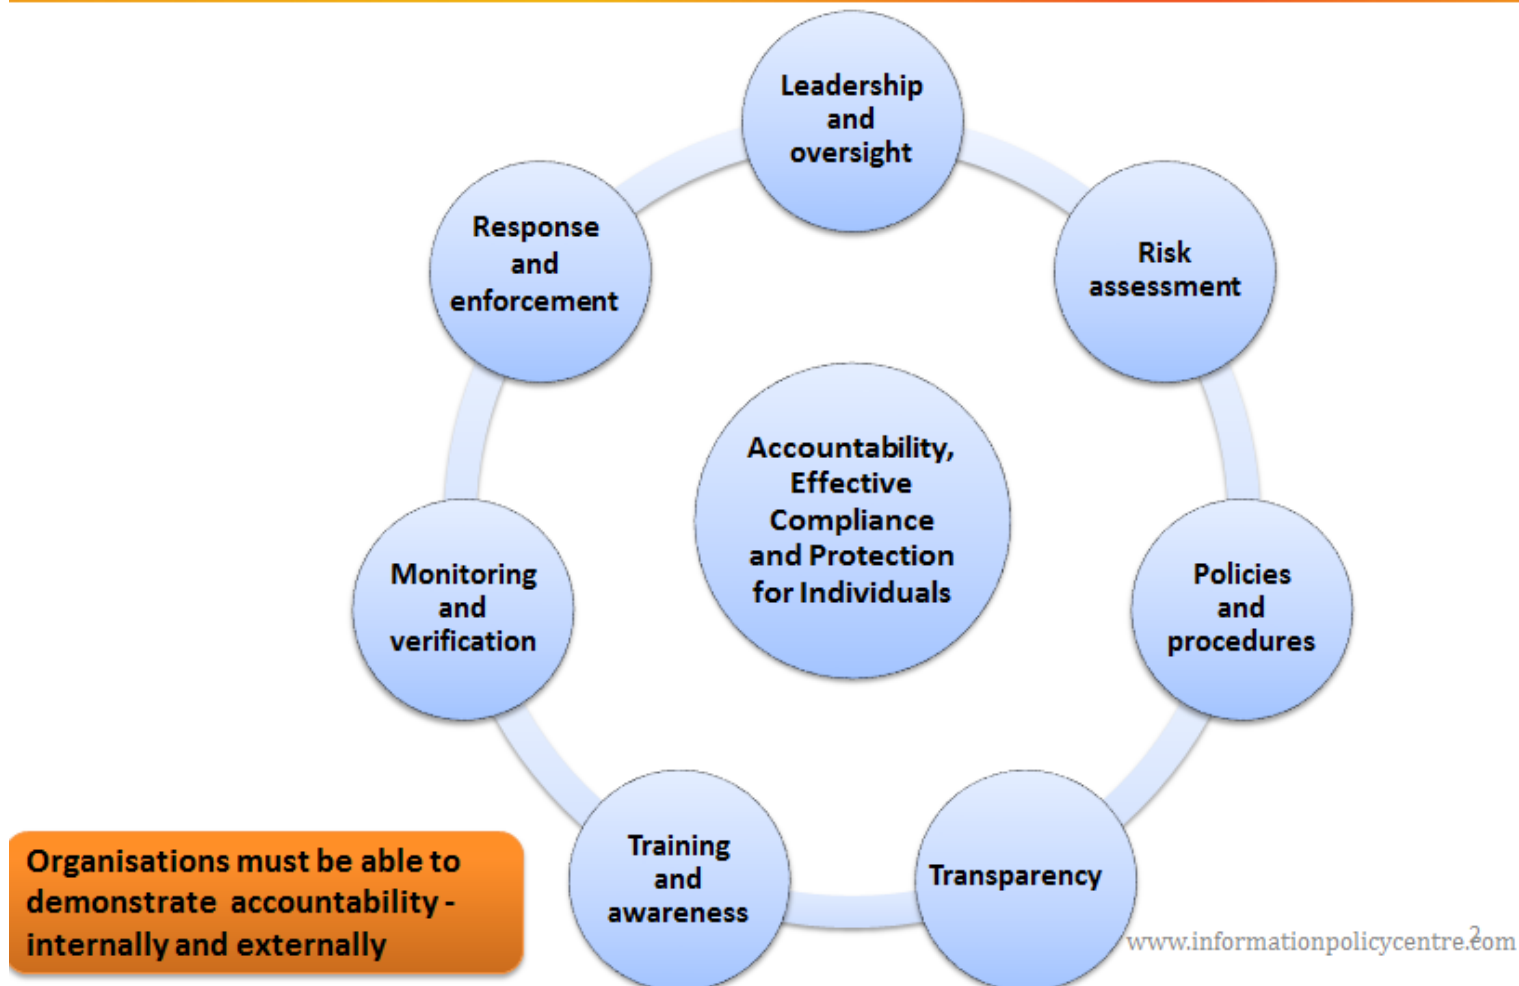 Leadership
and
oversight
Risk
assessment
Policies
and
procedures
Transparency
Training
and
awareness
Monitoring
and
verification
Response
and
enforcement
Accountability,
Effective
Compliance
and Protection
for Individuals
Organisations must be able to
demonstrate accountability -
internally and externally
www.informationpolicycentre.com
2